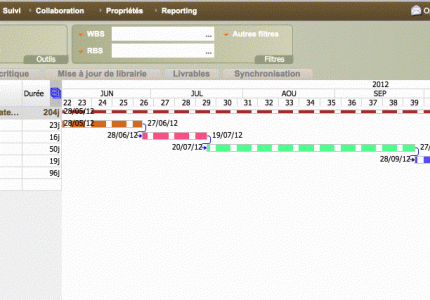 Suivi Collaboration Propriétés Reporting
WBS ... Autres filtres
RBS ...
Outils Filtres
critique Mise à jour de librairie Livrables Synchronisation
2012
Durée JUN JUL AOU SEP
22 23 24 25 26 27 28 29 30 31 32 33 34 35 36 37 38 39
204j 28/05/12
23j 28/05/12 27/06/12
16j 28/06/12 19/07/12
50j 20/07/12
19j 28/09/12
96j